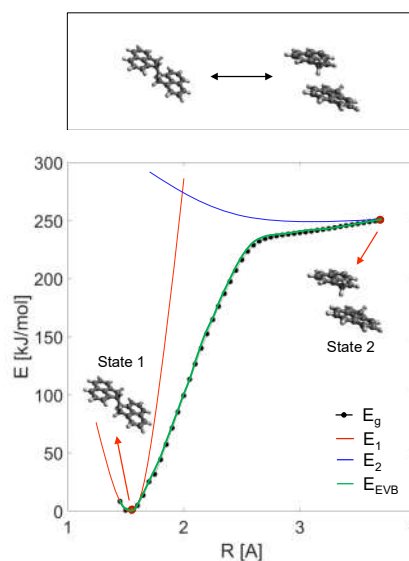 300
250
200
150
100
50
0
E [kJ/mol]
State 1
State 2
E_g
E_1
E_2
E_EVB
1
2
3
R [A]